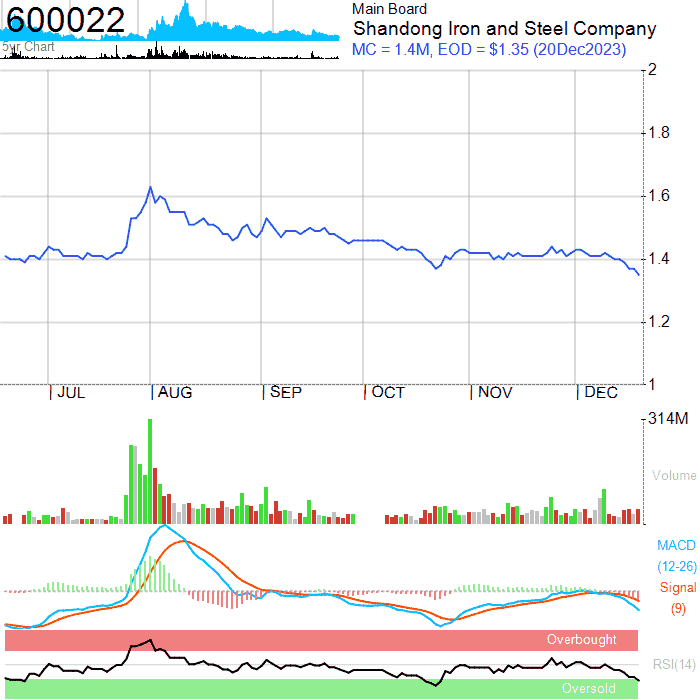 600022
5yr Chart
Main Board
Shandong Iron and Steel Company
MC = 1.4M, EOD = $1.35 (20Dec2023)
2
1.8
1.6
1.4
1.2
1
JUL AUG SEP OCT NOV DEC
314M
Volume
MACD
(12-26)
Signal
(9)
Overbought
RSI(14)
Oversold